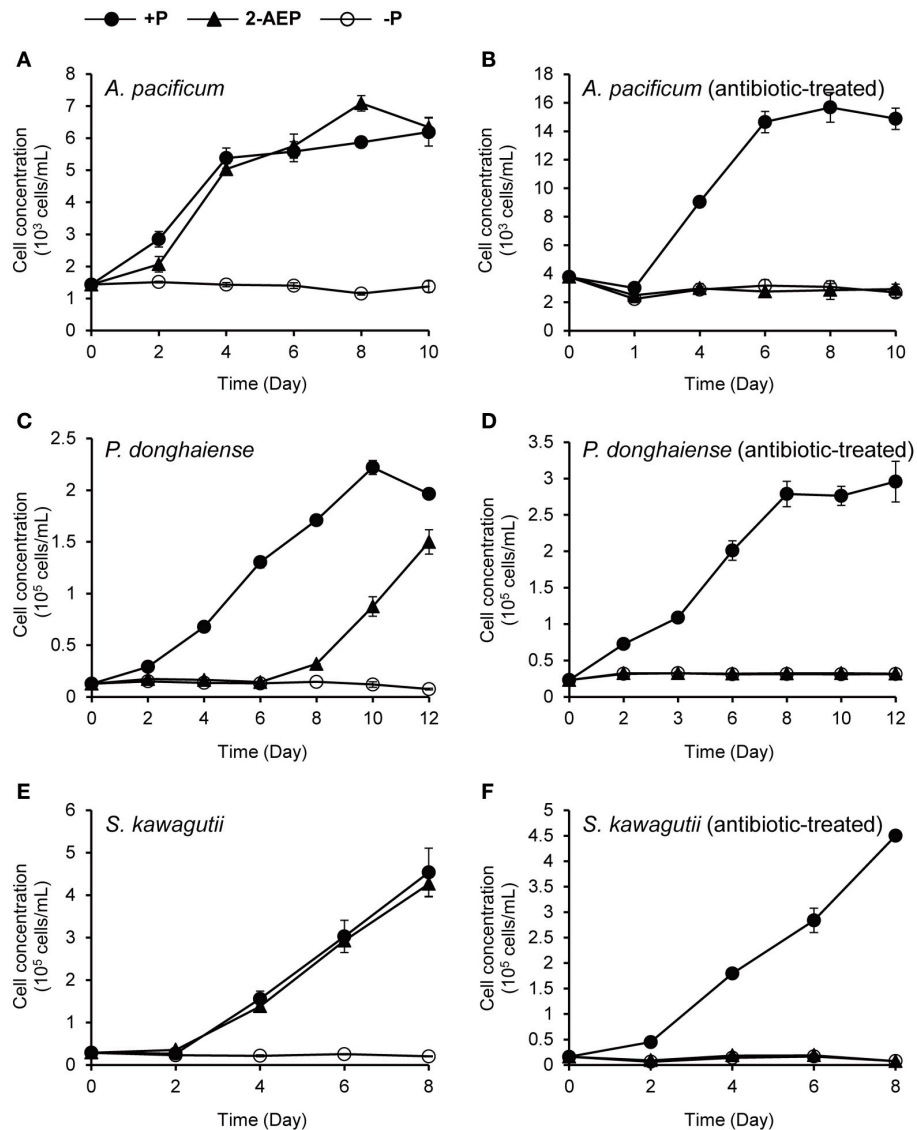 +P 2-AEP -P
A
A. pacificum
Cell concentration
(10³ cells/mL)
8
7
6
5
4
3
2
1
0
0 2 4 6 8 10
Time (Day)
B
A. pacificum (antibiotic-treated)
Cell concentration
(10³ cells/mL)
18
16
14
12
10
8
6
4
2
0
0 1 4 6 8 10
Time (Day)
C
P. donghaiense
Cell concentration
(10⁵ cells/mL)
2.5
2
1.5
1
0.5
0
0 2 4 6 8 10 12
Time (Day)
D
P. donghaiense (antibiotic-treated)
Cell concentration
(10⁵ cells/mL)
3.5
3
2.5
2
1.5
1
0.5
0
0 2 3 6 8 10 12
Time (Day)
E
S. kawagutii
Cell concentration
(10⁵ cells/mL)
6
5
4
3
2
1
0
0 2 4 6 8
Time (Day)
F
S. kawagutii (antibiotic-treated)
Cell concentration
(10⁵ cells/mL)
5
4.5
4
3.5
3
2.5
2
1.5
1
0.5
0
0 2 4 6 8
Time (Day)